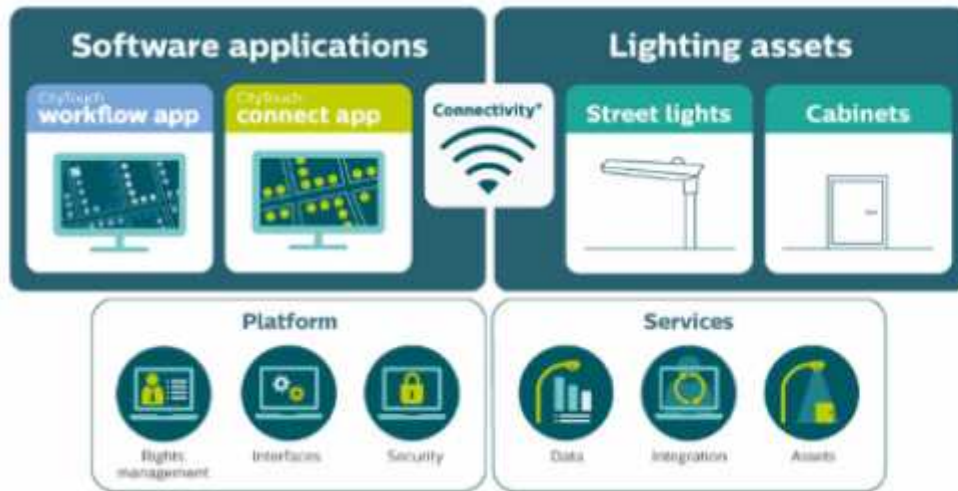 Software applications
Lighting assets
CityTouch
workflow app
CityTouch
connect app
Connectivity*
Street lights
Cabinets
Platform
Services
Rights
management
Interfaces
Security
Data
Integration
Assets